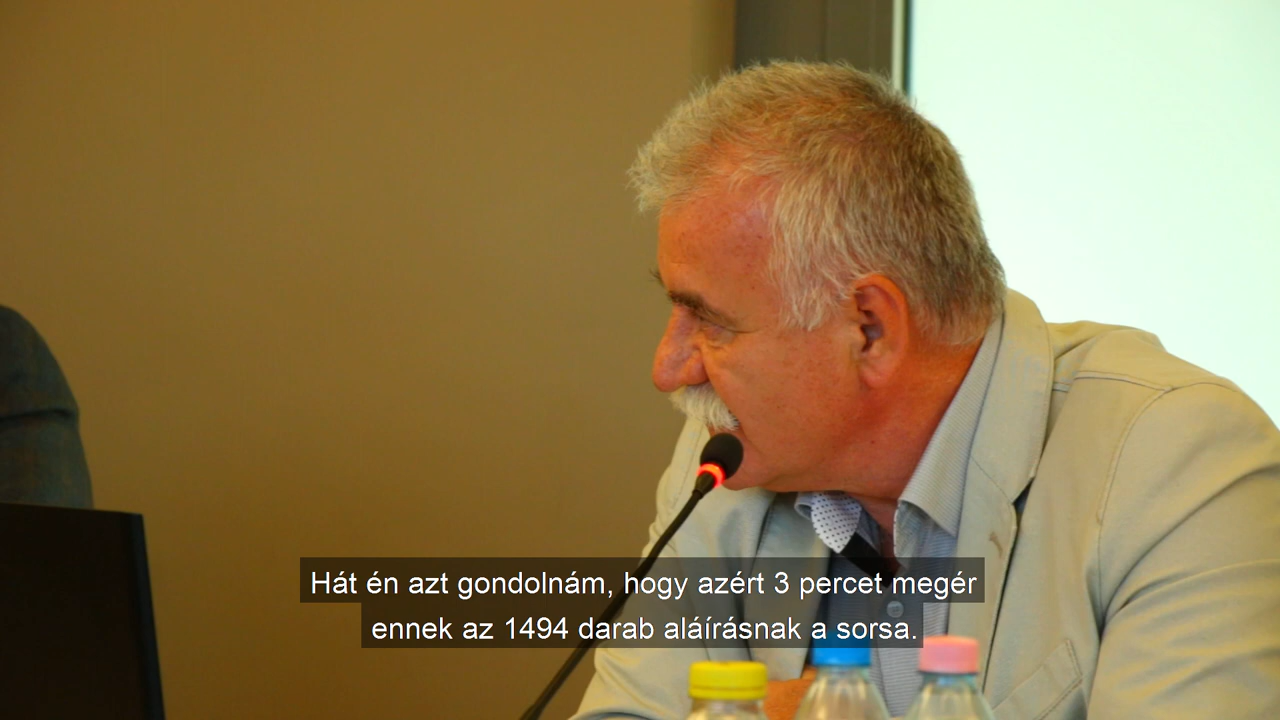 Hát én azt gondolnám, hogy azért 3 percet megér
ennek az 1494 darab aláírásnak a sorsa.